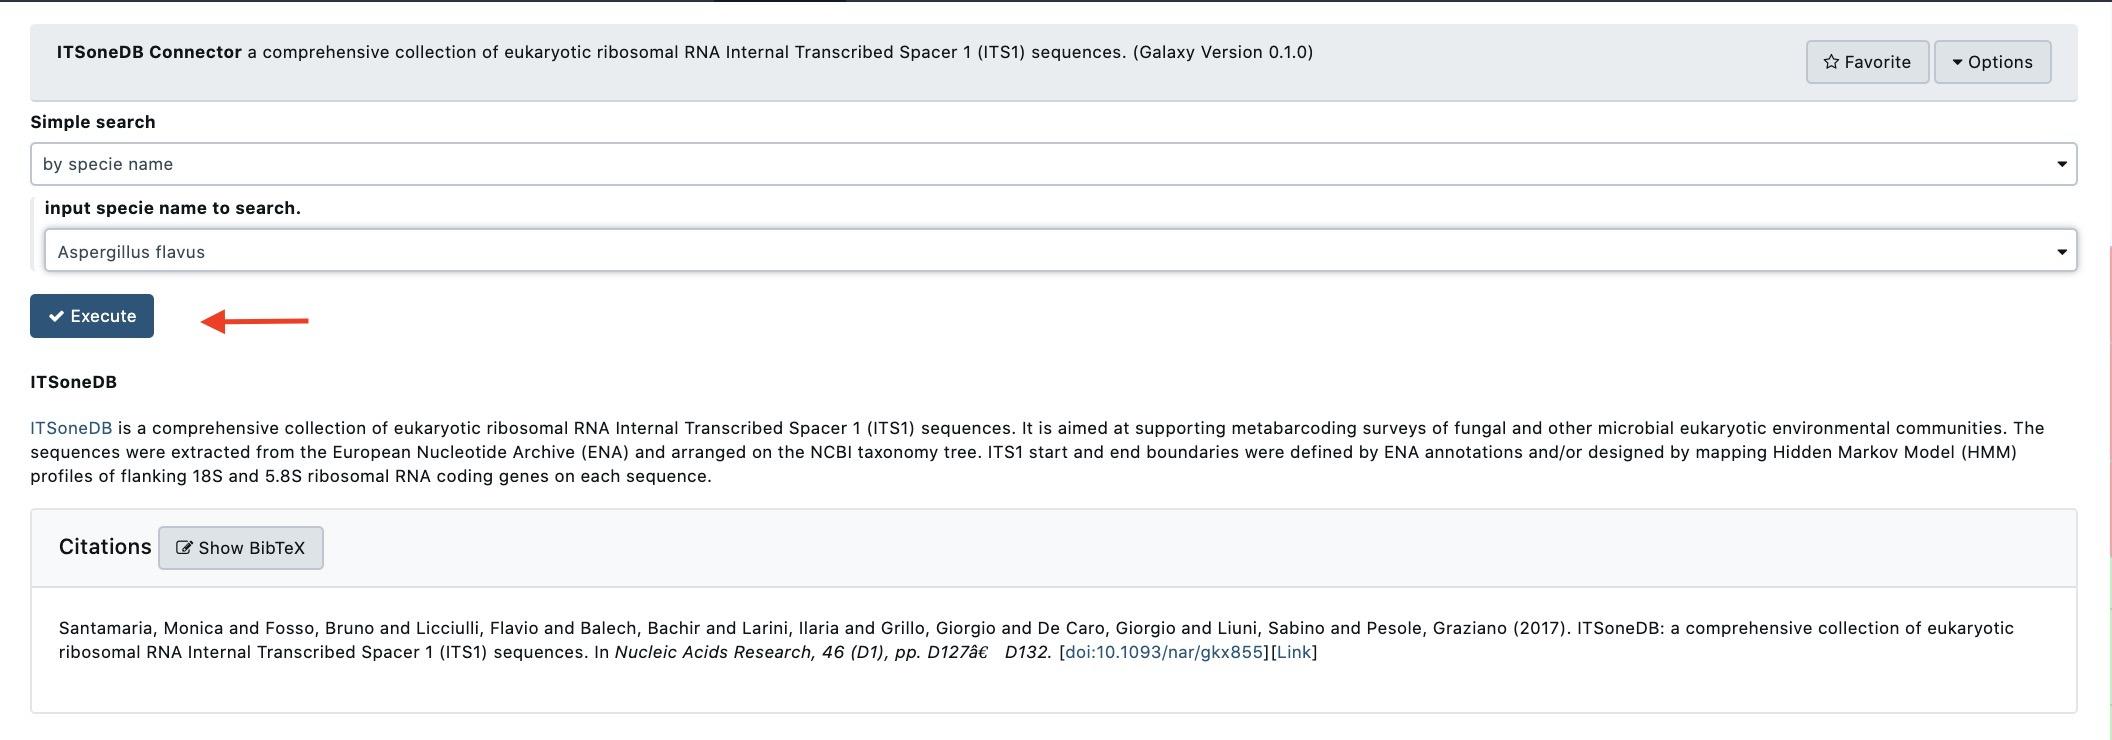 ITSoneDB Connector a comprehensive collection of eukaryotic ribosomal RNA Internal Transcribed Spacer 1 (ITS1) sequences. (Galaxy Version 0.1.0)
Favorite
Options
Simple search
by specie name
input specie name to search.
Aspergillus flavus
Execute
ITSoneDB
ITSoneDB is a comprehensive collection of eukaryotic ribosomal RNA Internal Transcribed Spacer 1 (ITS1) sequences. It is aimed at supporting metabarcoding surveys of fungal and other microbial eukaryotic environmental communities. The
sequences were extracted from the European Nucleotide Archive (ENA) and arranged on the NCBI taxonomy tree. ITS1 start and end boundaries were defined by ENA annotations and/or designed by mapping Hidden Markov Model (HMM)
profiles of flanking 18S and 5.8S ribosomal RNA coding genes on each sequence.
Citations
Show BibTeX
Santamaria, Monica and Fosso, Bruno and Licciulli, Flavio and Balech, Bachir and Larini, Ilaria and Grillo, Giorgio and De Caro, Giorgio and Liuni, Sabino and Pesole, Graziano (2017). ITSoneDB: a comprehensive collection of eukaryotic
ribosomal RNA Internal Transcribed Spacer 1 (ITS1) sequences. In Nucleic Acids Research, 46 (D1), pp. D127â€ D132. [doi:10.1093/nar/gkx855][Link]